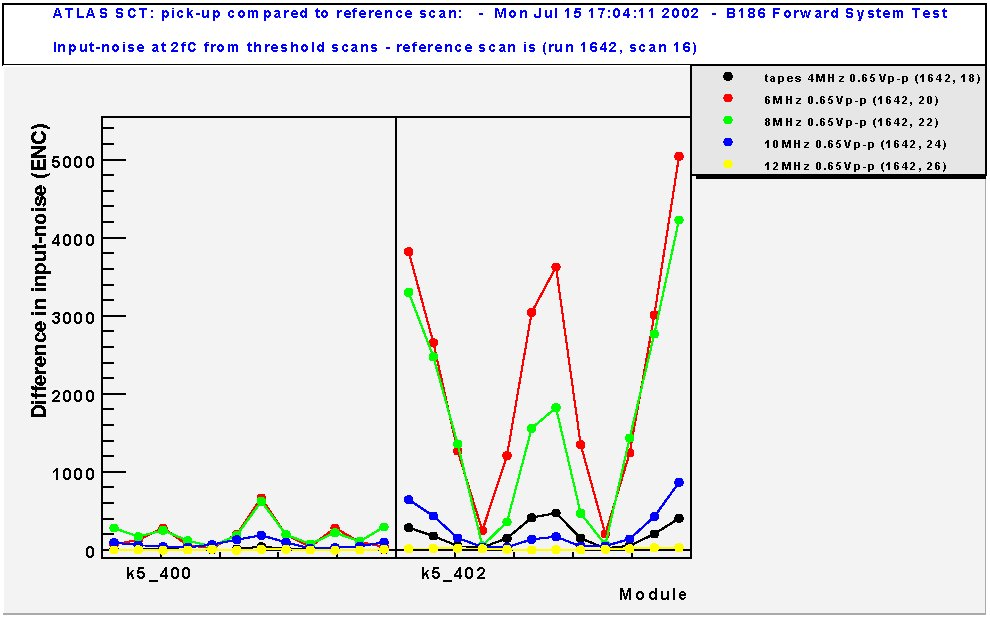 ATLAS SCT: pick-up compared to reference scan: - Mon Jul 15 17:04:11 2002 - B186 Forward System Test
Input-noise at 2fC from threshold scans - reference scan is (run 1642, scan 16)
tapes 4MHz 0.65Vp-p (1642, 18)
6MHz 0.65Vp-p (1642, 20)
8MHz 0.65Vp-p (1642, 22)
10MHz 0.65Vp-p (1642, 24)
12MHz 0.65Vp-p (1642, 26)
Difference in input-noise (ENC)
5000
4000
3000
2000
1000
0
k5_400
k5_402
Module